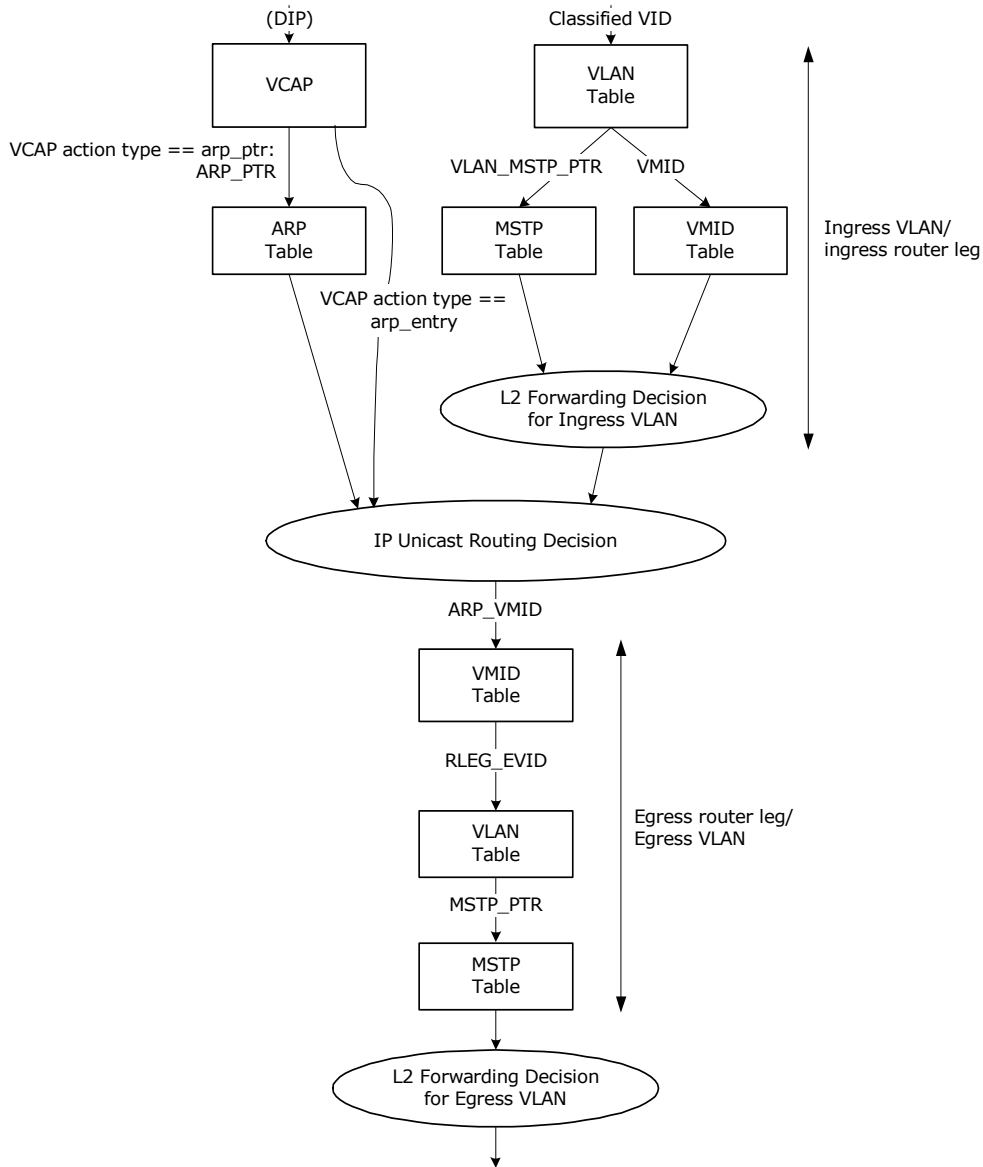 (DIP)
Classified VID
VCAP
VLAN
Table
VCAP action type == arp_ptr:
ARP_PTR
VLAN_MSTP_PTR
VMID
ARP
Table
MSTP
Table
VMID
Table
Ingress VLAN/
ingress router leg
VCAP action type ==
arp_entry
L2 Forwarding Decision
for Ingress VLAN
IP Unicast Routing Decision
ARP_VMID
VMID
Table
RLEG_EVID
VLAN
Table
Egress router leg/
Egress VLAN
MSTP_PTR
MSTP
Table
L2 Forwarding Decision
for Egress VLAN